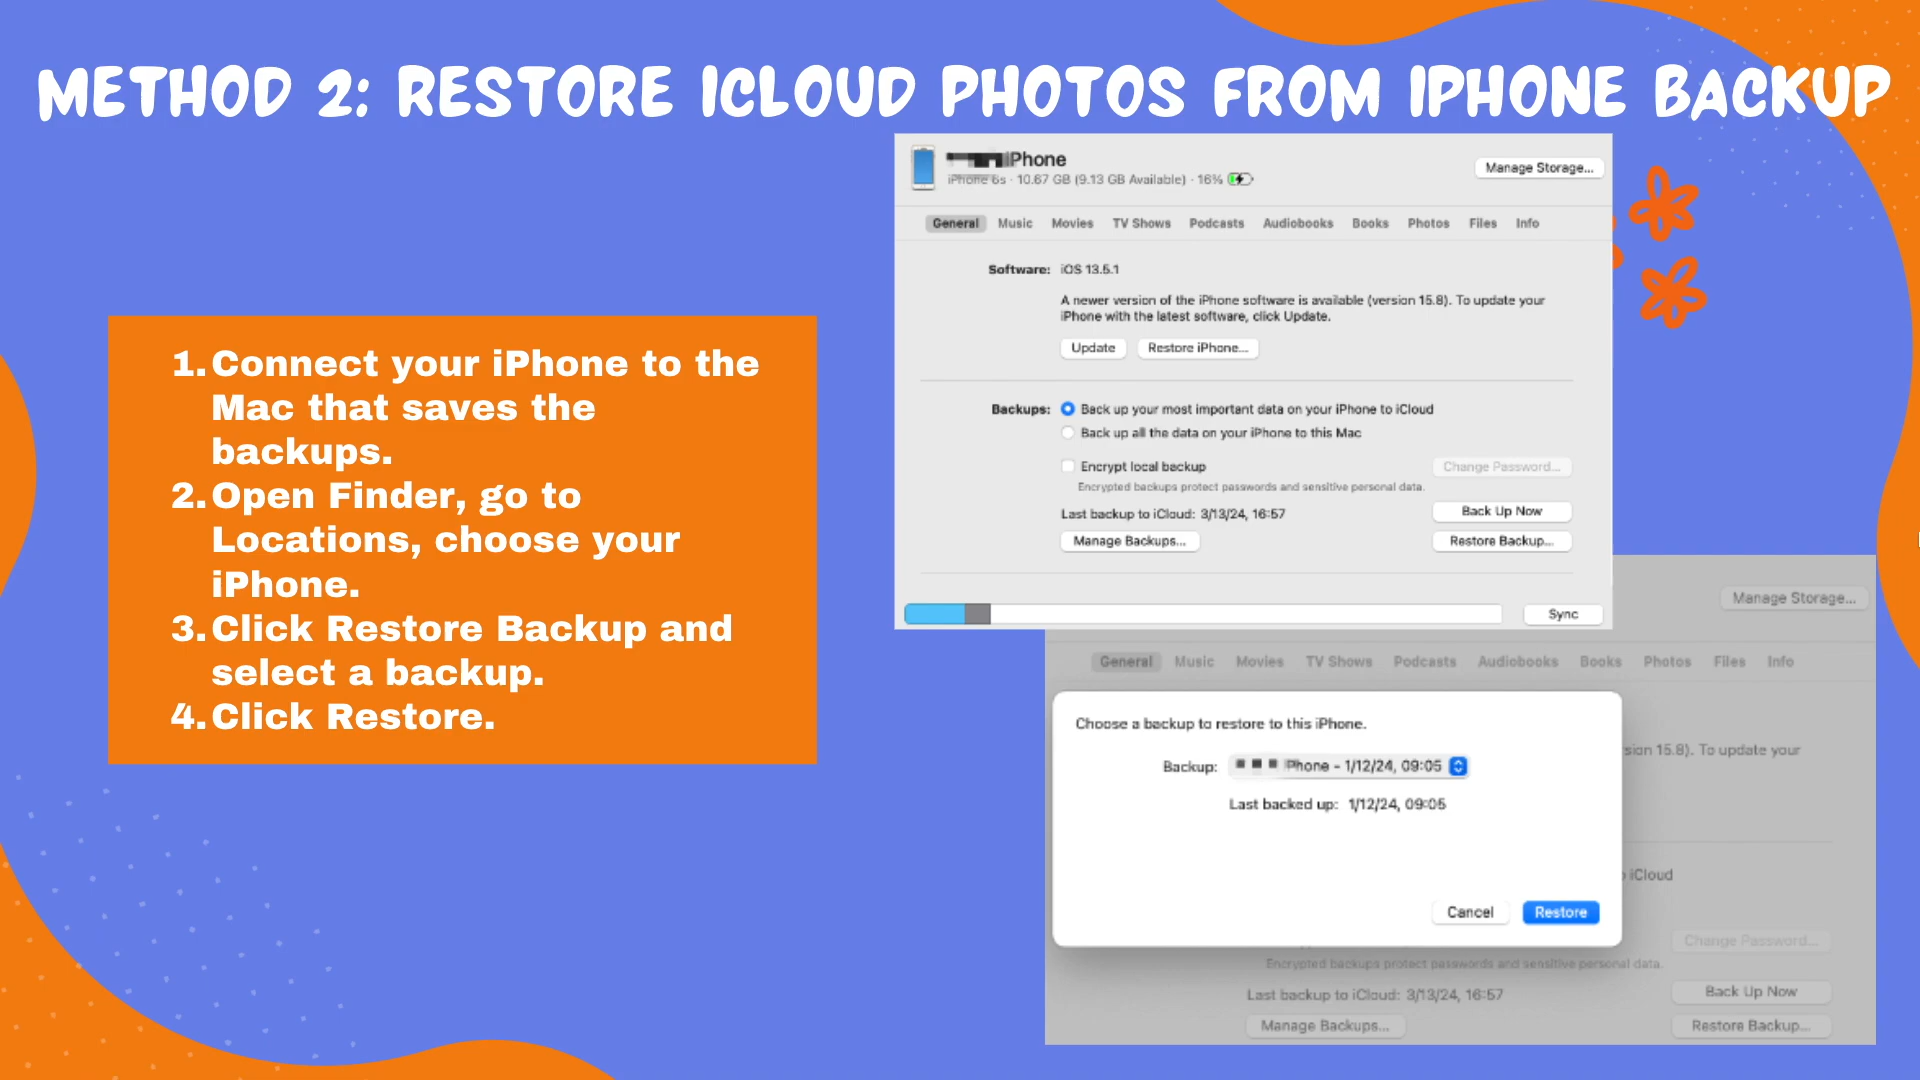 METHOD 2: RESTORE ICLOUD PHOTOS FROM IPHONE BACKUP
1. Connect your iPhone to the
Mac that saves the
backups.
2. Open Finder, go to
Locations, choose your
iPhone.
3. Click Restore Backup and
select a backup.
4. Click Restore.
iPhone
iPhone 6s · 10.67 GB (9.13 GB Available) · 16%
Manage Storage...
General Music Movies TV Shows Podcasts Audiobooks Books Photos Files Info
Software: iOS 13.5.1
A newer version of the iPhone software is available (version 15.8). To update your
iPhone with the latest software, click Update.
Update Restore iPhone...
Backups: Back up your most important data on your iPhone to iCloud
Back up all the data on your iPhone to this Mac
Encrypt local backup Change Password...
Encrypted backups protect passwords and sensitive personal data.
Last backup to iCloud: 3/13/24, 16:57 Back Up Now
Manage Backups... Restore Backup...
Sync
Manage Storage...
General Music Movies TV Shows Podcasts Audiobooks Books Photos Files Info
Choose a backup to restore to this iPhone.
sion 15.8). To update your
Backup: iPhone - 1/12/24, 09:05
Last backed up: 1/12/24, 09:05
iCloud
Cancel Restore
Change Password...
Encrypted backups protect passwords and sensitive personal data.
Last backup to iCloud: 3/13/24, 16:57 Back Up Now
Manage Backups... Restore Backup...